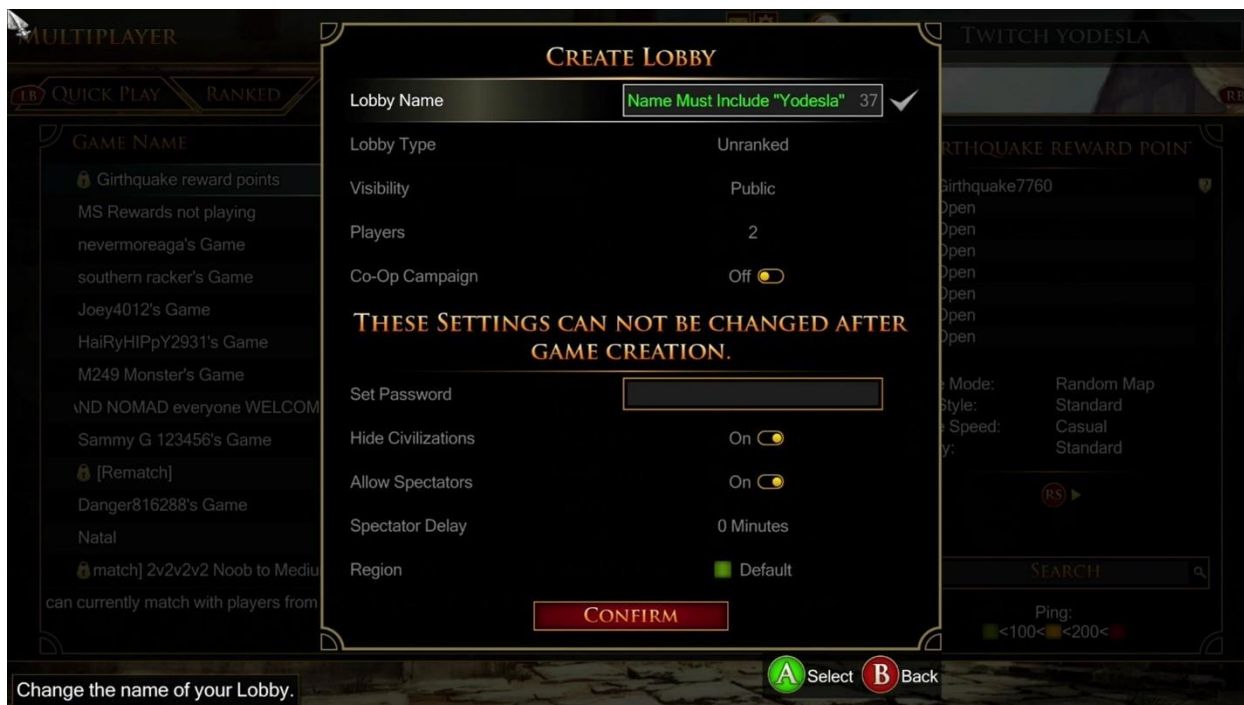 MULTIPLAYER
TWITCH YODESLA
LB QUICK PLAY RANKED
RB
GAME NAME
Girthquake reward points
MS Rewards not playing
nevermoreaga's Game
southern racker's Game
Joey4012's Game
HaiRyHIPpY2931's Game
M249 Monster's Game
ND NOMAD everyone WELCOM
Sammy G 123456's Game
[Rematch]
Danger816288's Game
Natal
match] 2v2v2v2 Noob to Mediu
can currently match with players from
CREATE LOBBY
Lobby Name Name Must Include "Yodesla" 37
Lobby Type Unranked
Visibility Public
Players 2
Co-Op Campaign Off
THESE SETTINGS CAN NOT BE CHANGED AFTER
GAME CREATION.
Set Password
Hide Civilizations On
Allow Spectators On
Spectator Delay 0 Minutes
Region Default
CONFIRM
RTHQUAKE REWARD POIN
Girthquake7760
Open
Open
Open
Open
Open
Open
Open
Mode: Random Map
Style: Standard
Speed: Casual
y: Standard
RS
SEARCH
Ping:
<100< <200<
Change the name of your Lobby.
A Select B Back